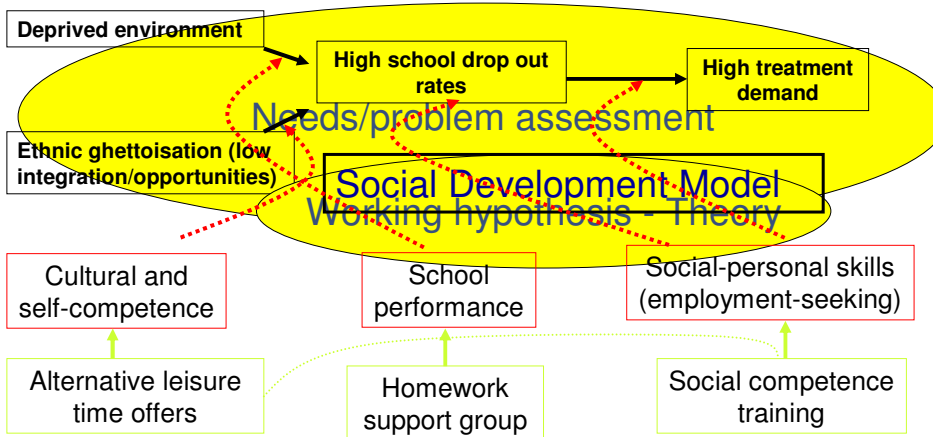 Deprived environment
High school drop out
rates
High treatment
demand
Needs/problem assessment
Ethnic ghettoisation (low
integration/opportunities)
Social Development Model
Working hypothesis - Theory
Cultural and
self-competence
School
performance
Social-personal skills
(employment-seeking)
Alternative leisure
time offers
Homework
support group
Social competence
training